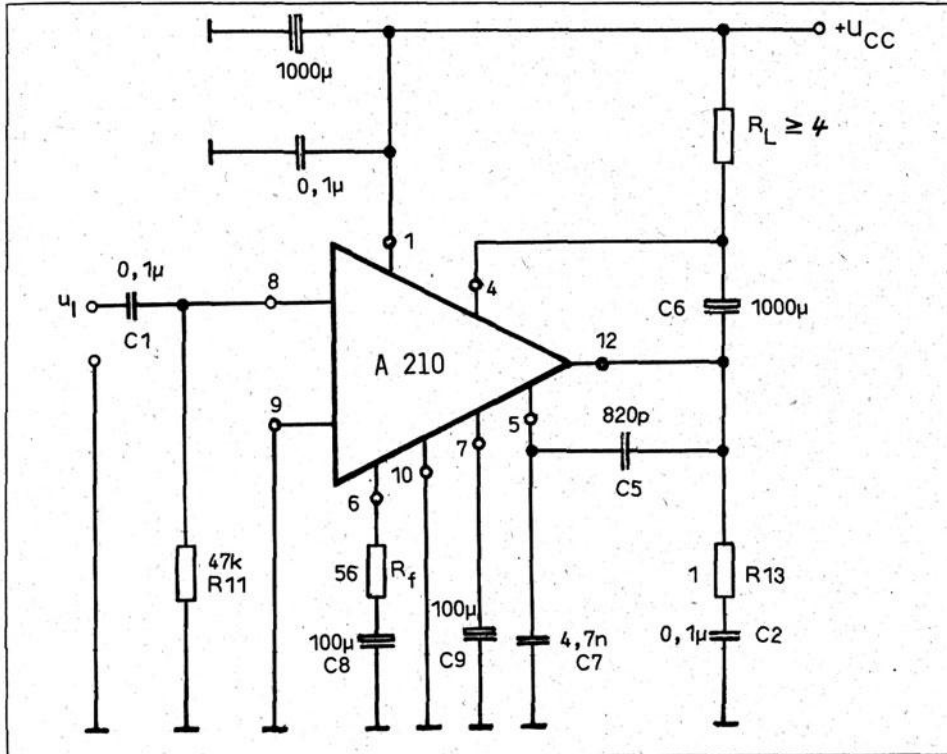 +u_CC
1000µ
R_L ≥ 4
0,1µ
1
4
0,1µ
8
u_I
C1
C6
1000µ
12
A 210
9
5
820p
7
C5
10
6
47k
R11
56
R_f
1
R13
100µ
100µ
4,7n
0,1µ
C2
C8
C9
C7